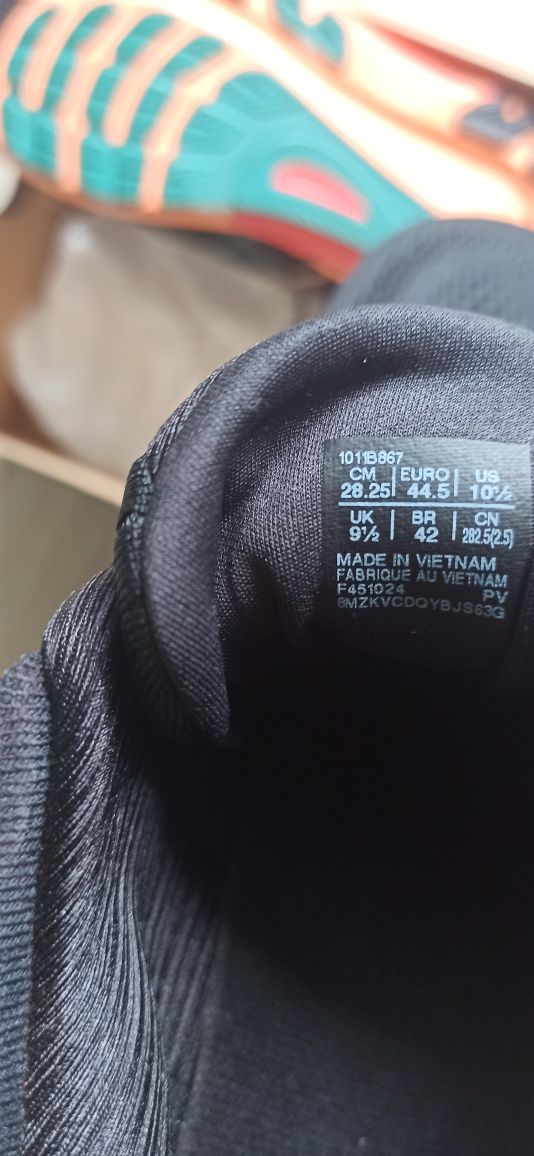 1011B867
CM EURO US
28.25 44.5 10½
UK BR CN
9½ 42 282.5(2.5)
MADE IN VIETNAM
FABRIQUE AU VIETNAM
F451024 PV
8MZKVCDQYBJS63G